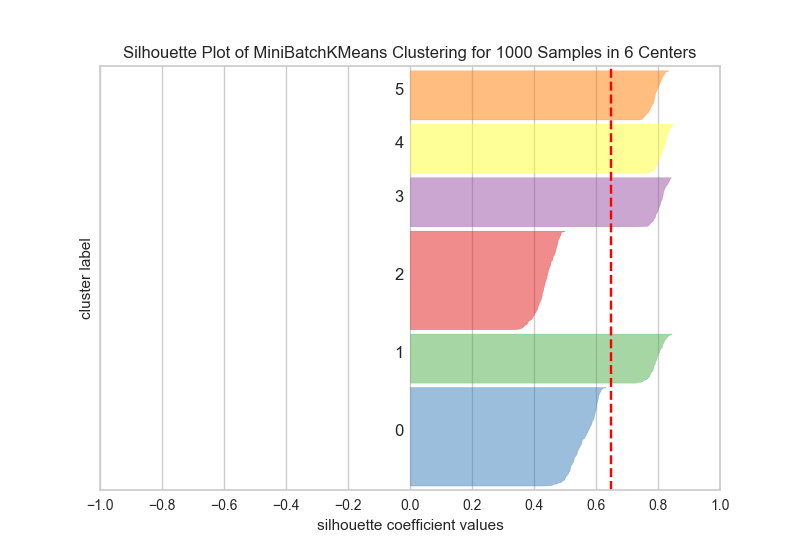 Silhouette Plot of MiniBatchKMeans Clustering for 1000 Samples in 6 Centers
5
4
3
2
1
0
cluster label
−1.0 −0.8 −0.6 −0.4 −0.2 0.0 0.2 0.4 0.6 0.8 1.0
silhouette coefficient values